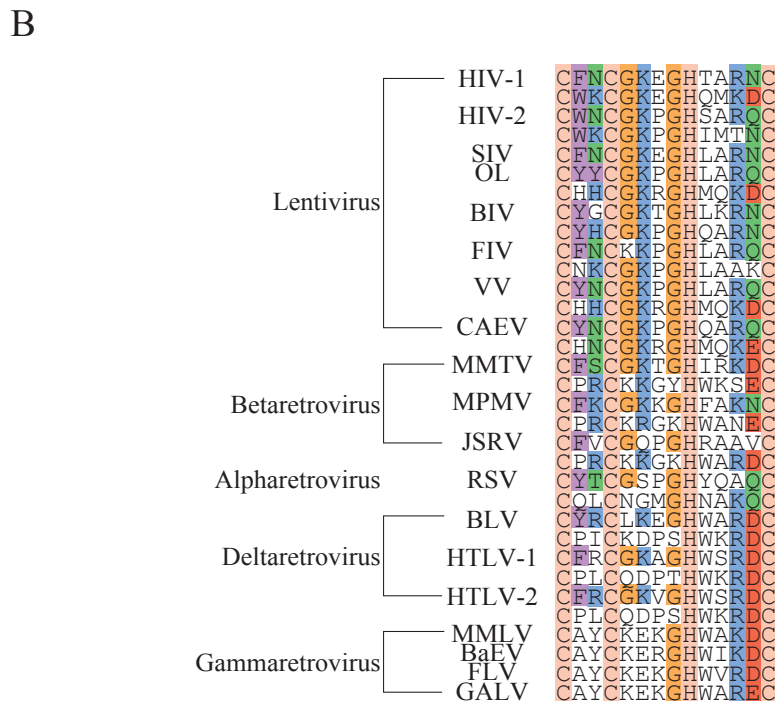 B
HIV-1 CFNCGKEGHTARNC
CWKCGKEGHQMKDC
HIV-2 CWNCGKPGHSARQC
CWKCGKPGHIMTNC
SIV CFNCGKEGHLARNC
OL CYYCGKPGHLARQC
CHHCGKRGHMQKDC
BIV CYGCGKTGHLKRNC
CYHCGKPGHQARNC
FIV CFNCKKPGHLARQC
CNKCGKPGHLAAKC
Lentivirus VV CYNCGKPGHLARQC
CHHCGKRGHMQKDC
CAEV CYNCGKPGHQARQC
CHNCGKRGHMQKEC
MMTV CFSCGKTGHIRKDC
CPRCKKGYHWKSEC
Betaretrovirus MPMV CFKCGKKGHFAKNC
CPRCKRGKHWANEC
JSRV CFVCGQPGHRAAVC
CPRCKKGKHWARDC
Alpharetrovirus RSV CYTCGSPGHYQAQC
CQLCNGMGHNAKQC
BLV CYRCLKEGHWARDC
CPICKDPSHWKRDC
Deltaretrovirus HTLV-1 CFRCGKAGHWSRDC
CPLCQDPTHWKRDC
HTLV-2 CFRCGKVGHWSRDC
CPLCQDPSHWKRDC
MMLV CAYCKEKGHWAKDC
BaEV CAYCKERGHWIKDC
Gammaretrovirus FLV CAYCKEKGHWVRDC
GALV CAYCKEKGHWAREC